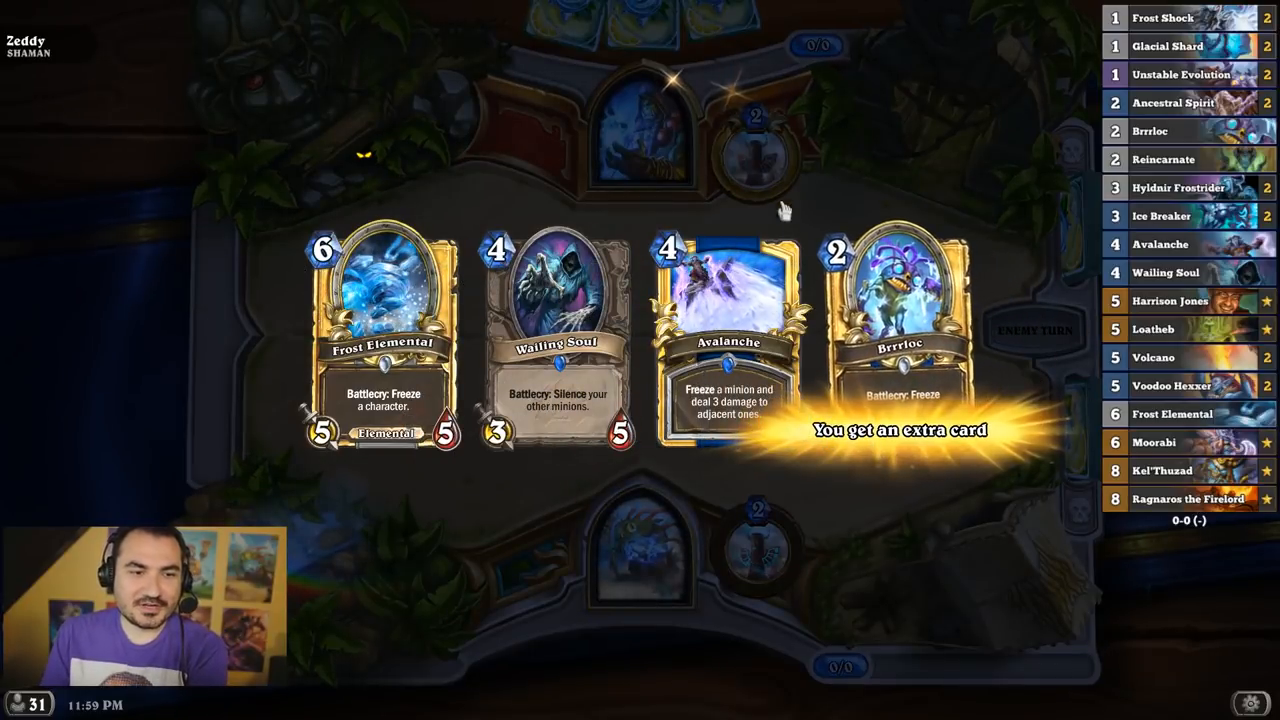 Zeddy
SHAMAN
0/0
2
6
Frost Elemental
Battlecry: Freeze
a character.
5
Elemental
5
4
Wailing Soul
Battlecry: Silence your
other minions.
3
5
4
Avalanche
Freeze a minion and
deal 3 damage to
adjacent ones.
2
Brrrloc
Battlecry: Freeze
You get an extra card
ENEMY TURN
2
0/0
31
11:59 PM
1 Frost Shock 2
1 Glacial Shard 2
1 Unstable Evolution 2
2 Ancestral Spirit 2
2 Brrrloc
2 Reincarnate
3 Hyldnir Frostrider 2
3 Ice Breaker 2
4 Avalanche
4 Wailing Soul
5 Harrison Jones
5 Loatheb
5 Volcano 2
5 Voodoo Hexxer 2
6 Frost Elemental
6 Moorabi
8 Kel'Thuzad
8 Ragnaros the Firelord
0-0 (-)